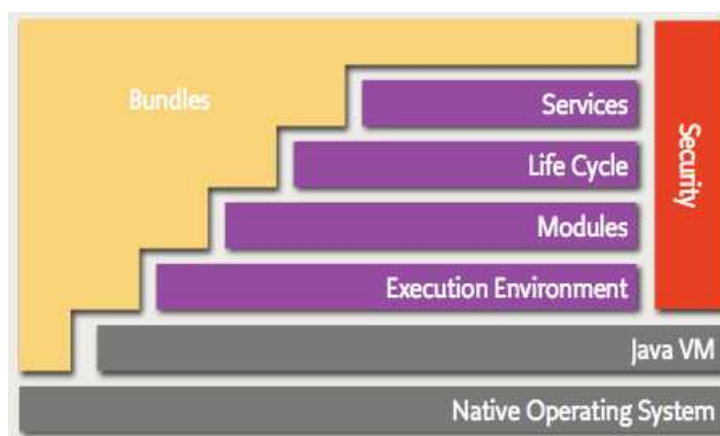 Bundles
Services
Life Cycle
Modules
Execution Environment
Security
Java VM
Native Operating System